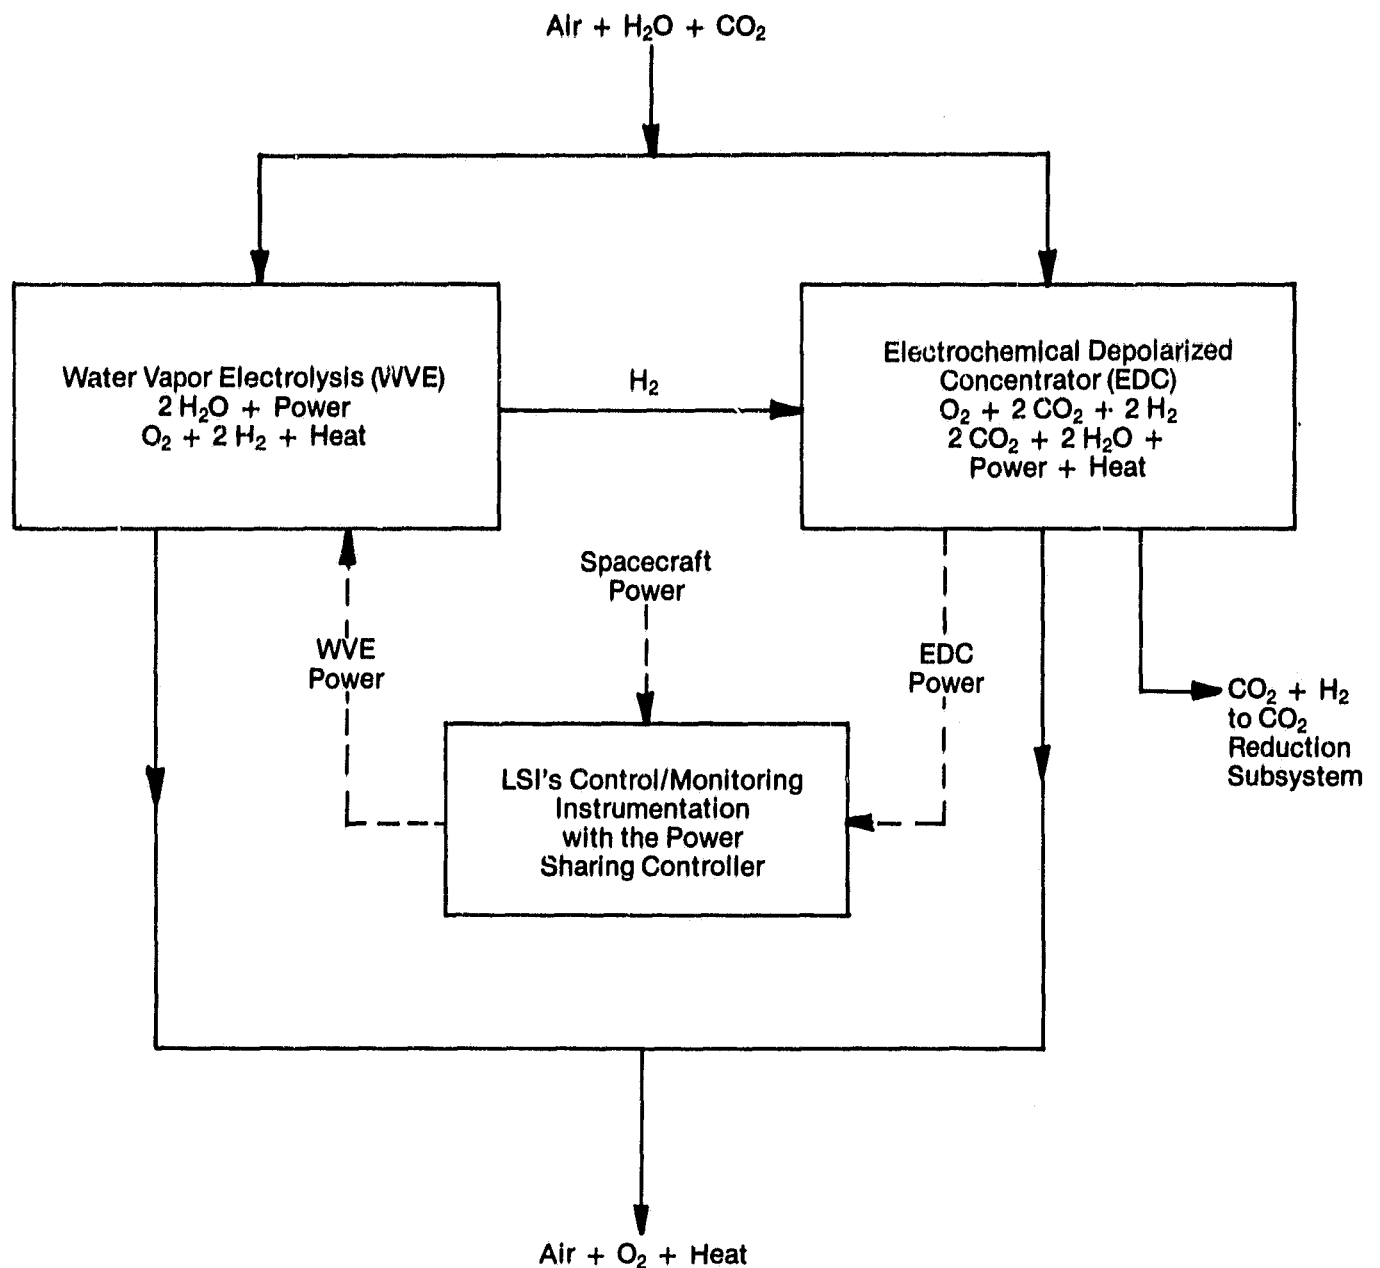 Air + H₂O + CO₂
Water Vapor Electrolysis (WVE)
2 H₂O + Power
O₂ + 2 H₂ + Heat
H₂
Electrochemical Depolarized
Concentrator (EDC)
O₂ + 2 CO₂ + 2 H₂
2 CO₂ + 2 H₂O +
Power + Heat
Spacecraft
Power
WVE
Power
EDC
Power
CO₂ + H₂
to CO₂
Reduction
Subsystem
LSI's Control/Monitoring
Instrumentation
with the Power
Sharing Controller
Air + O₂ + Heat